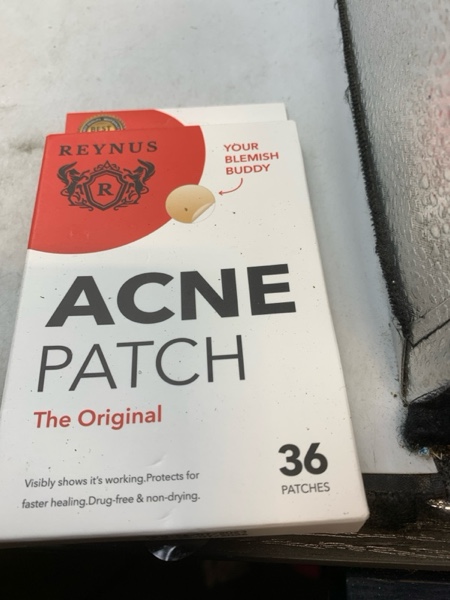 BEST
REYNUS
R
YOUR
BLEMISH
BUDDY
ACNE
PATCH
The Original
36
PATCHES
Visibly shows it's working.Protects for
faster healing.Drug-free & non-drying.